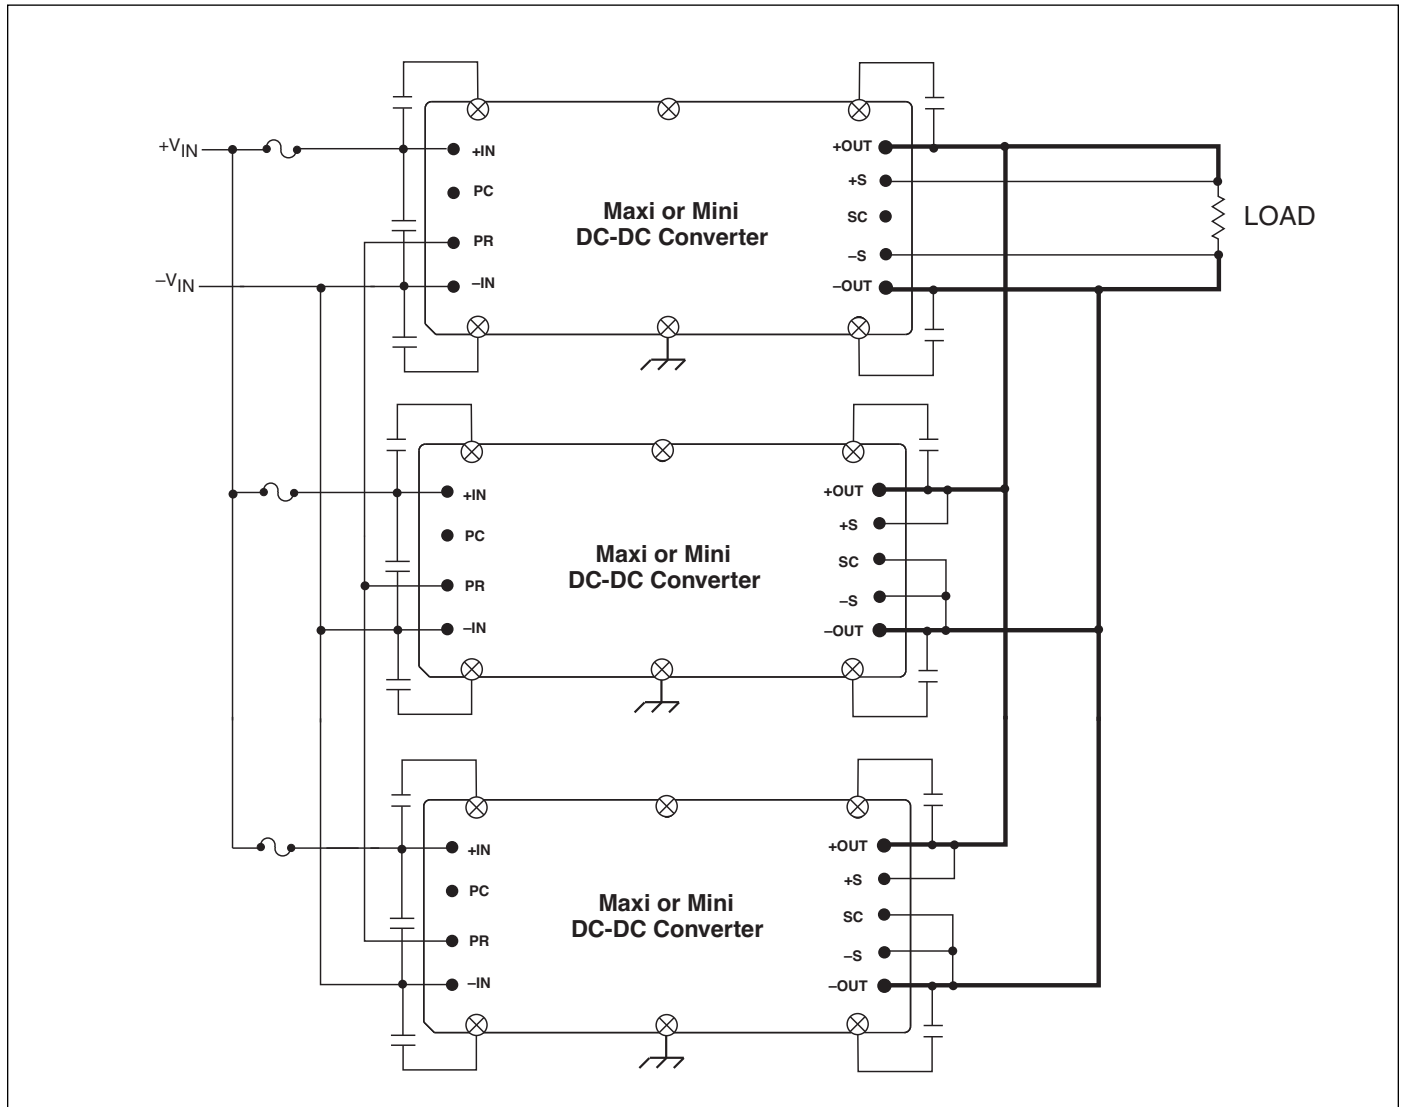 +VIN
−VIN
+IN
PC
PR
−IN
Maxi or Mini
DC-DC Converter
+OUT
+S
SC
−S
−OUT
LOAD
+IN
PC
PR
−IN
Maxi or Mini
DC-DC Converter
+OUT
+S
SC
−S
−OUT
+IN
PC
PR
−IN
Maxi or Mini
DC-DC Converter
+OUT
+S
SC
−S
−OUT